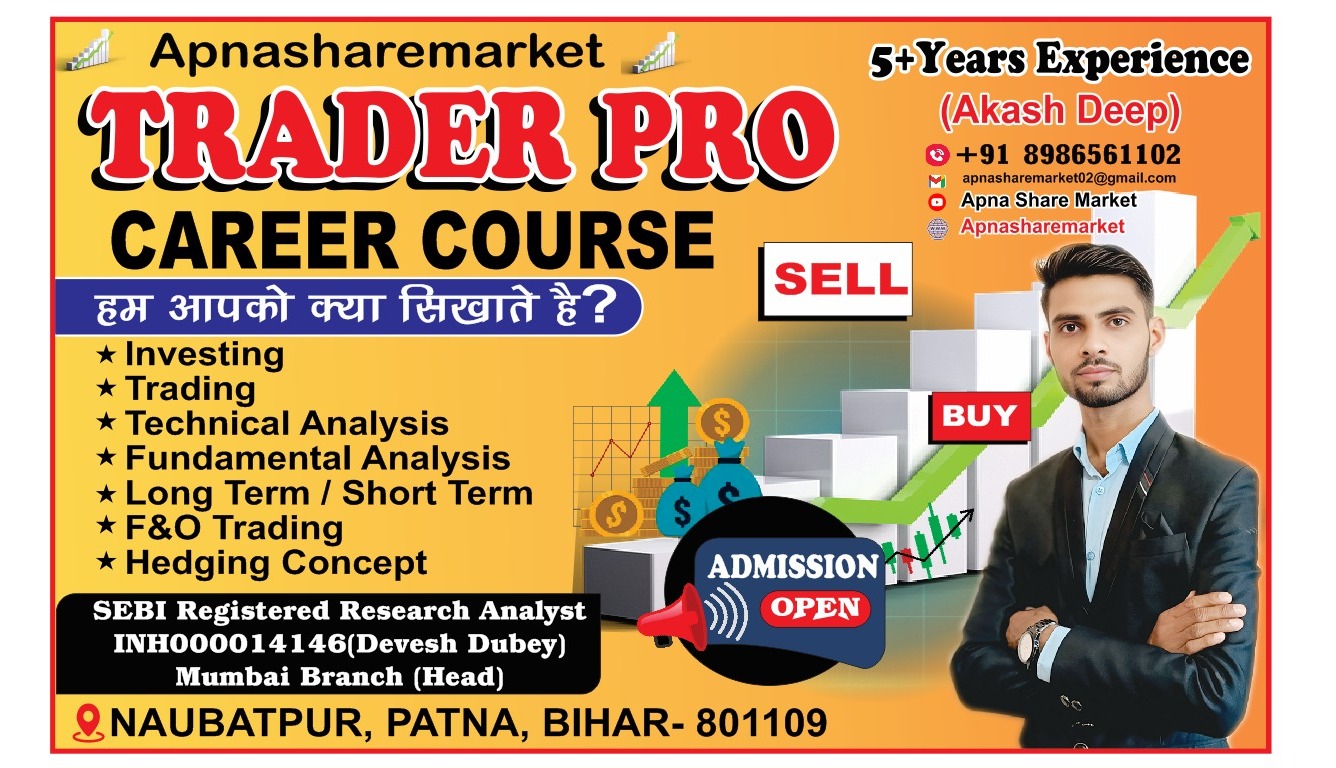 Apnasharemarket
TRADER PRO
CAREER COURSE
हम आपको क्या सिखाते है?
★ Investing
★ Trading
★ Technical Analysis
★ Fundamental Analysis
★ Long Term / Short Term
★ F&O Trading
★ Hedging Concept
SEBI Registered Research Analyst
INH000014146(Devesh Dubey)
Mumbai Branch (Head)
NAUBATPUR, PATNA, BIHAR- 801109
5+Years Experience
(Akash Deep)
+91 8986561102
apnasharemarket02@gmail.com
Apna Share Market
www
Apnasharemarket
SELL
BUY
ADMISSION
OPEN